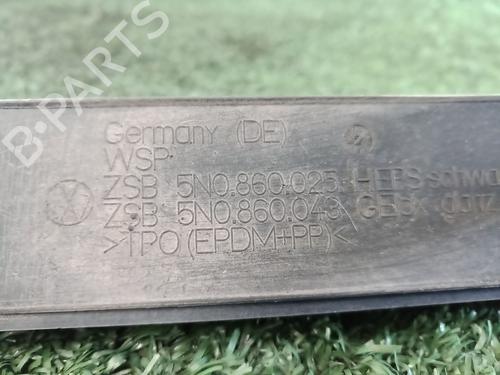 B-PARTS
Germany (DE)
WSP
ZSB 5N0.860.025
ZSB 5N0.860.043
>TPO(EPDM+PP)<